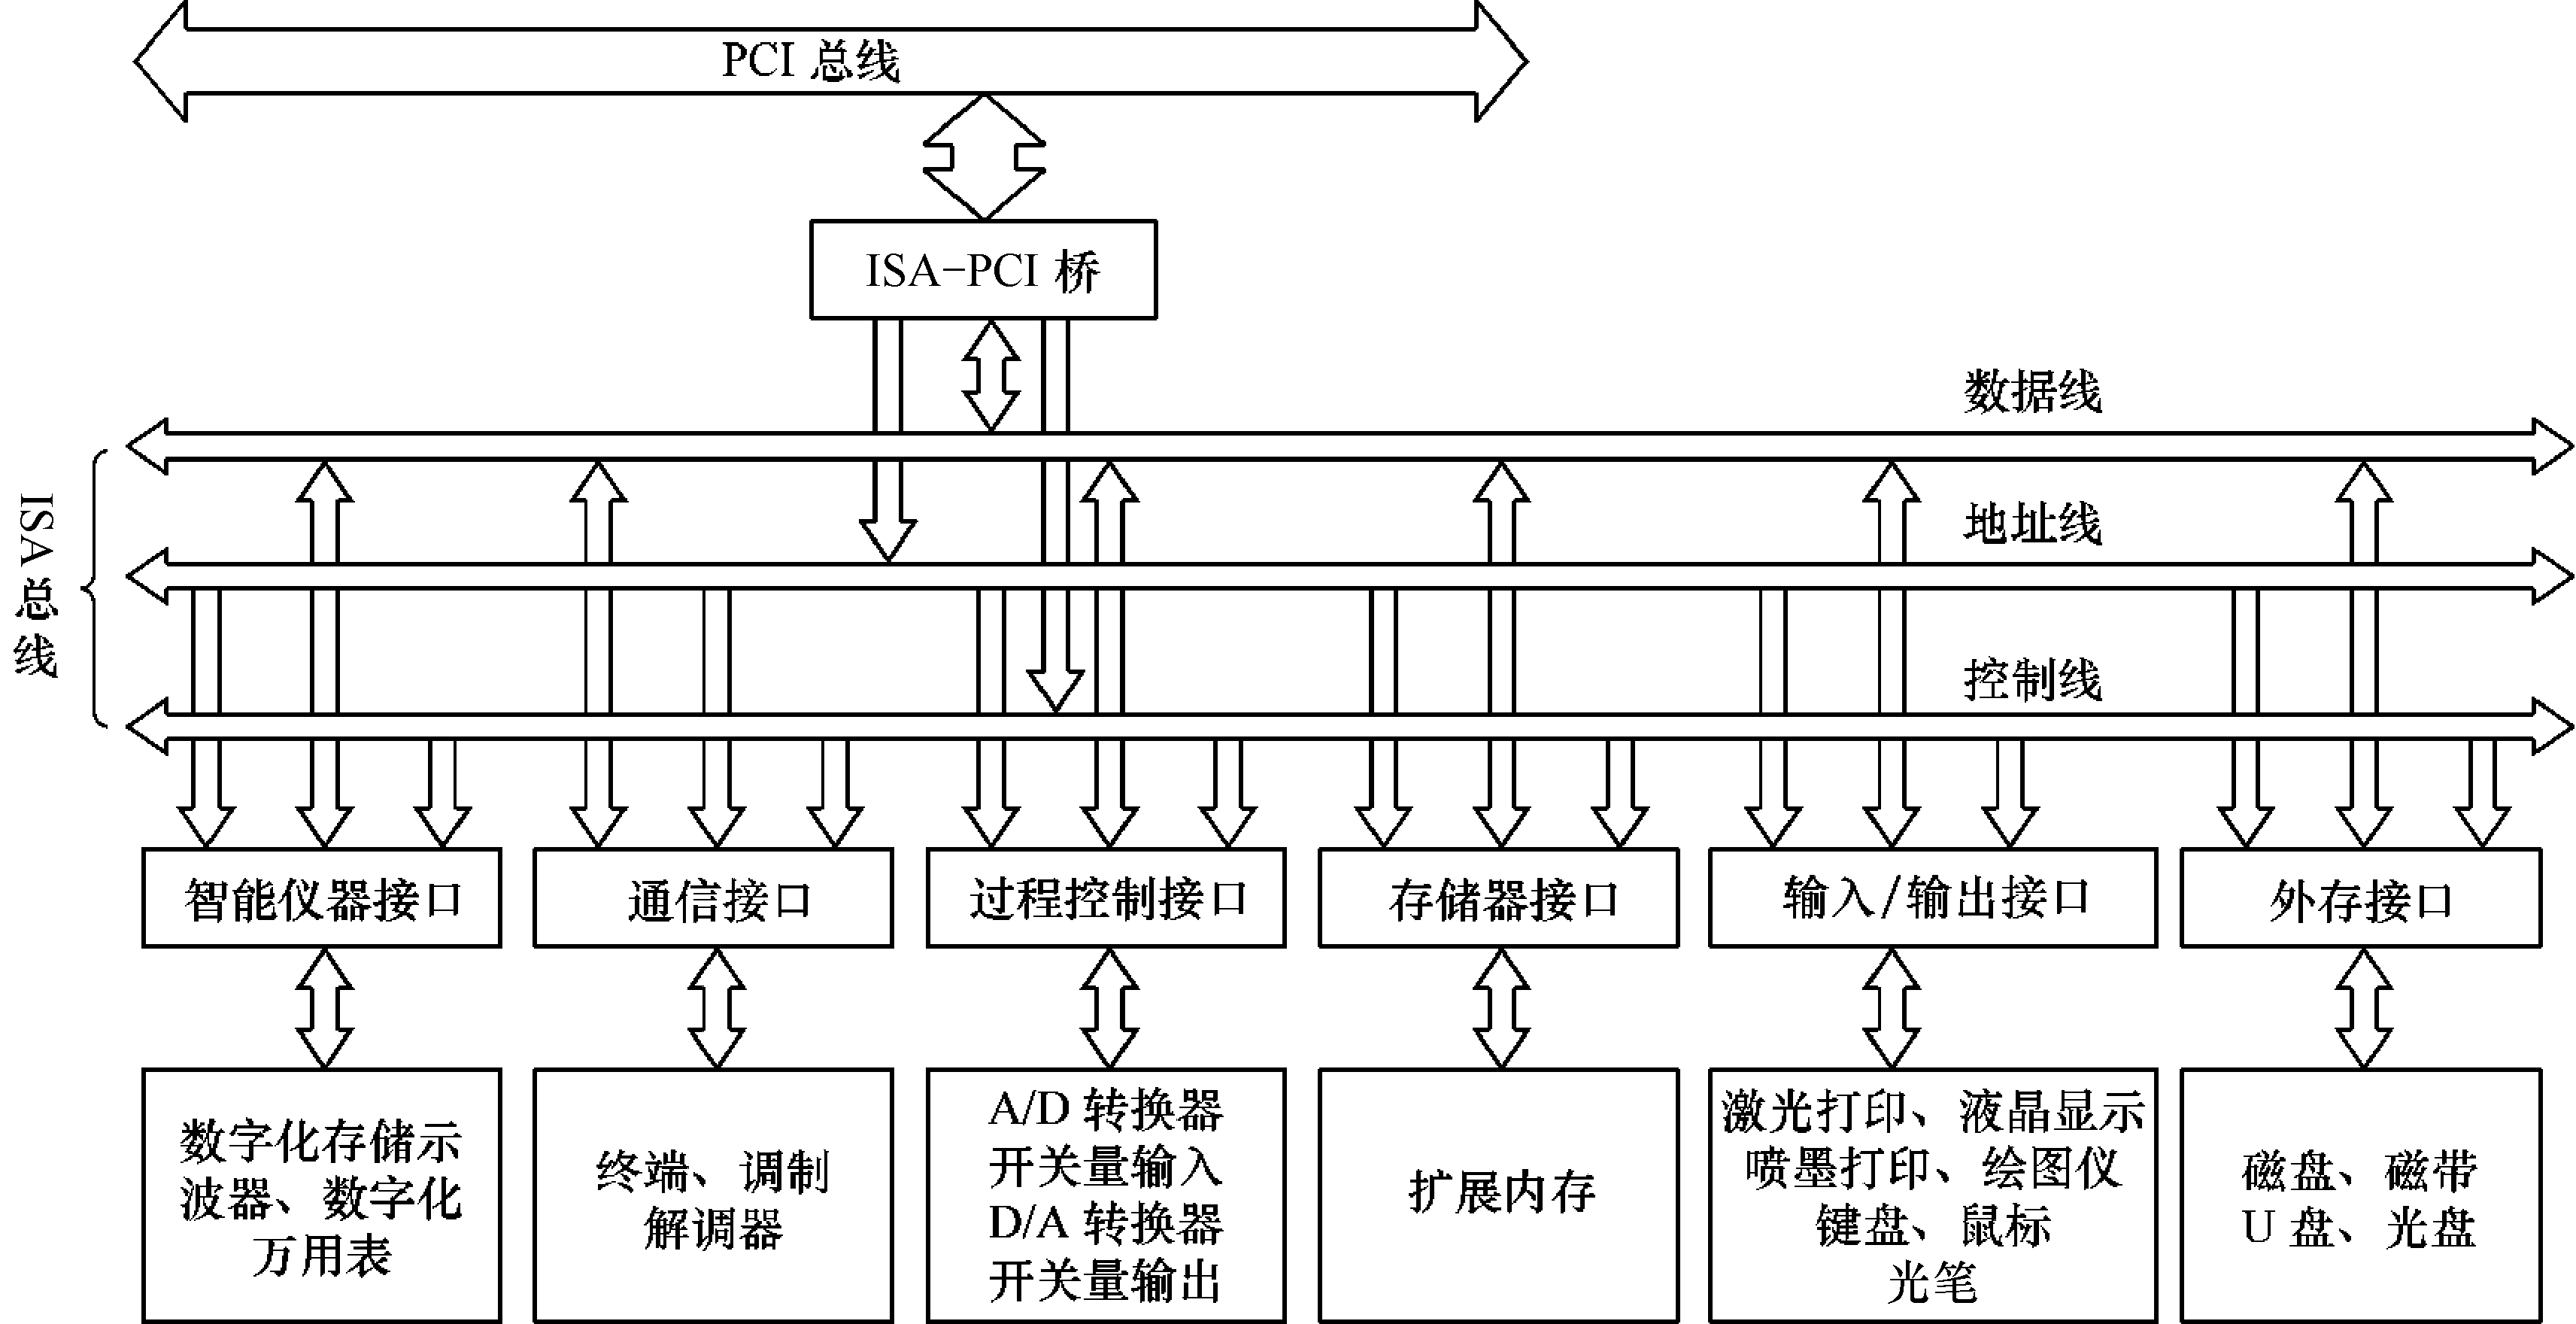 PCI 总线
ISA-PCI 桥
数据线
ISA 总线
地址线
控制线
智能仪器接口
通信接口
过程控制接口
存储器接口
输入/输出接口
外存接口
数字化存储示
波器、数字化
万用表
终端、调制
解调器
A/D 转换器
开关量输入
D/A 转换器
开关量输出
扩展内存
激光打印、液晶显示
喷墨打印、绘图仪
键盘、鼠标
光笔
磁盘、磁带
U 盘、光盘